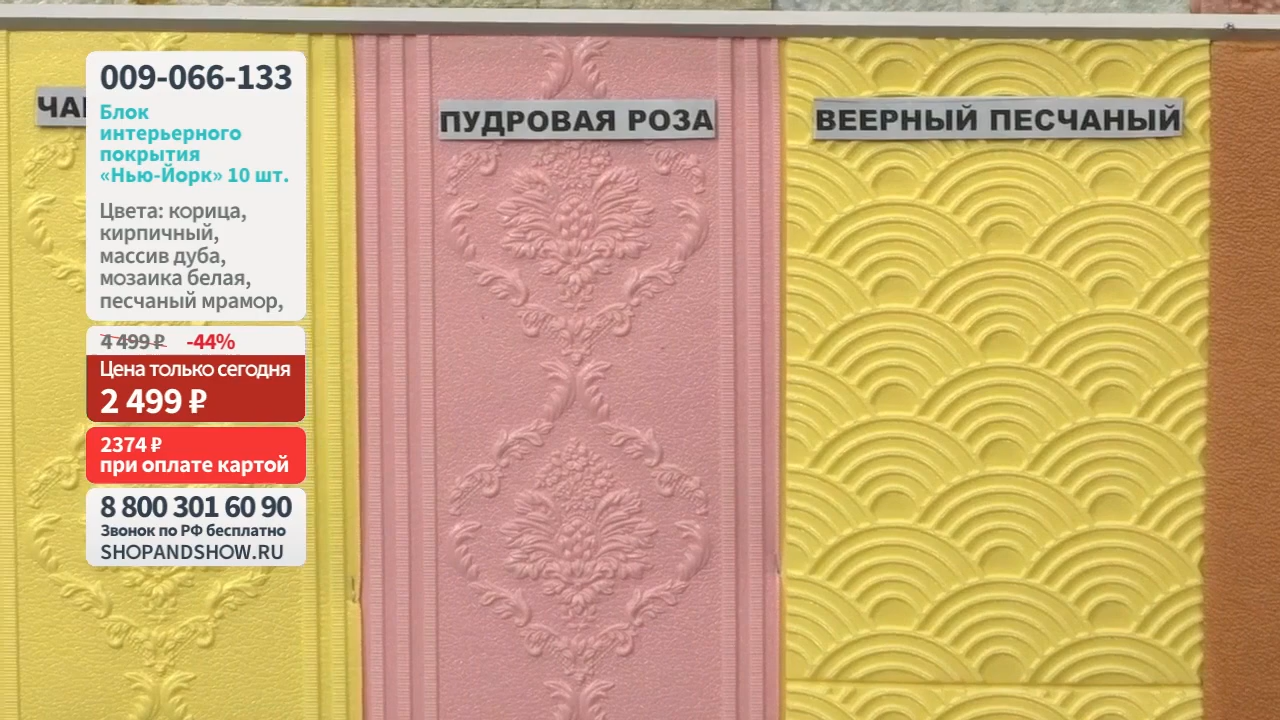 009-066-133
Блок
интерьерного
покрытия
«Нью-Йорк» 10 шт.
Цвета: корица,
кирпичный,
массив дуба,
мозаика белая,
песчаный мрамор,
4 499 ₽ -44%
Цена только сегодня
2 499 ₽
2374 ₽
при оплате картой
8 800 301 60 90
Звонок по РФ бесплатно
SHOPANDSHOW.RU
ПУДРОВАЯ РОЗА
ВЕЕРНЫЙ ПЕСЧАНЫЙ